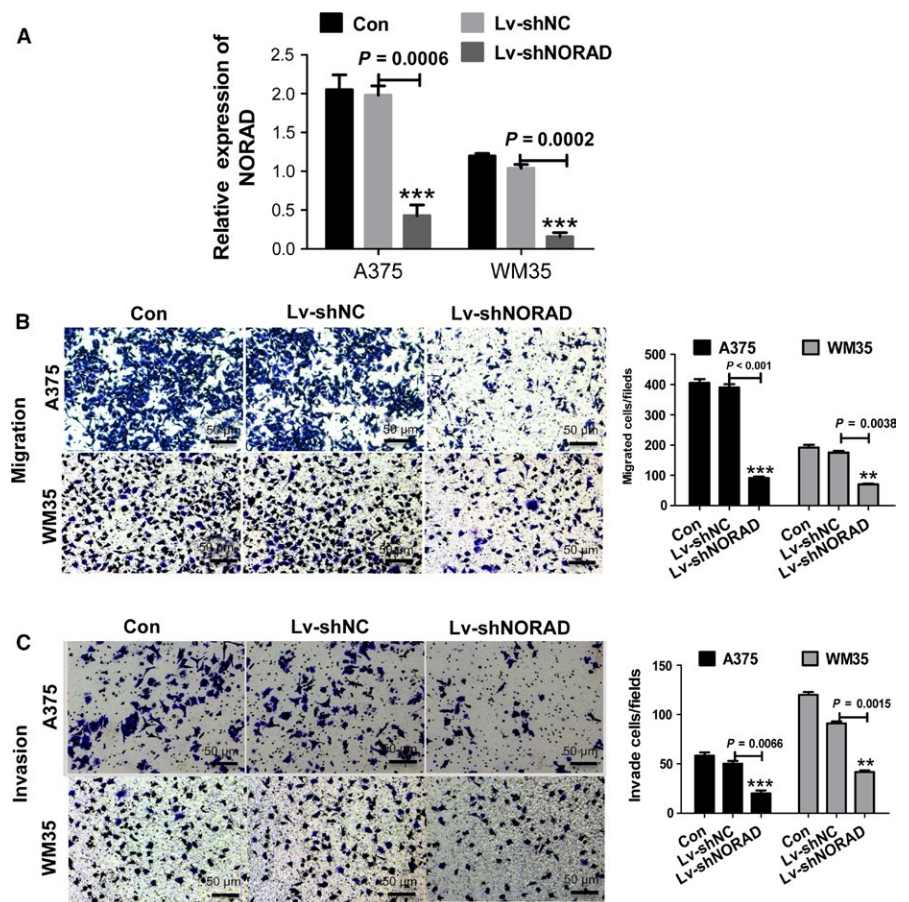 A
Con
Lv-shNC
Lv-shNORAD
Relative expression of
NORAD
2.5
2.0
1.5
1.0
0.5
0.0
P = 0.0006
P = 0.0002
***
***
A375
WM35
B
Con
Lv-shNC
Lv-shNORAD
Migration
A375
50 µm
50 µm
50 µm
WM35
50 µm
50 µm
50 µm
A375
WM35
Migrated cells/fileds
500
400
300
200
100
0
P < 0.001
P = 0.0038
***
**
Con
Lv-shNC
Lv-shNORAD
Con
Lv-shNC
Lv-shNORAD
C
Con
Lv-shNC
Lv-shNORAD
Invasion
A375
50 µm
50 µm
50 µm
WM35
50 µm
50 µm
50 µm
A375
WM35
Invade cells/fields
150
100
50
0
P = 0.0066
P = 0.0015
***
**
Con
Lv-shNC
Lv-shNORAD
Con
Lv-shNC
Lv-shNORAD